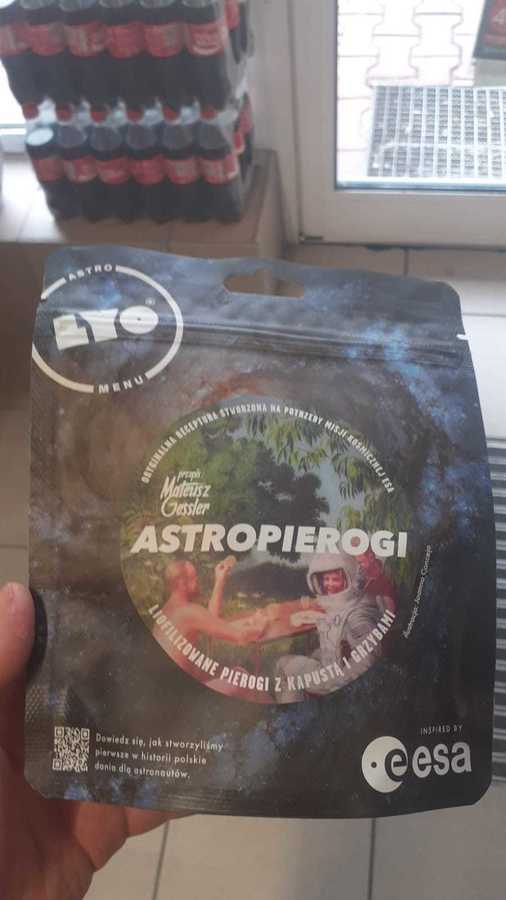 ASTRO
LYO®
MENU
ORYGINALNA RECEPTURA STWORZONA NA POTRZEBY MISJI KOSMICZNEJ ESA
przepis
Mateusz
Gessler
ASTROPIEROGI
LIOFILIZOWANE PIEROGI Z KAPUSTĄ I GRZYBAMI
Dowiedz się, jak stworzyliśmy
pierwsze w historii polskie
dania dla astronautów.
INSPIRED BY
esa